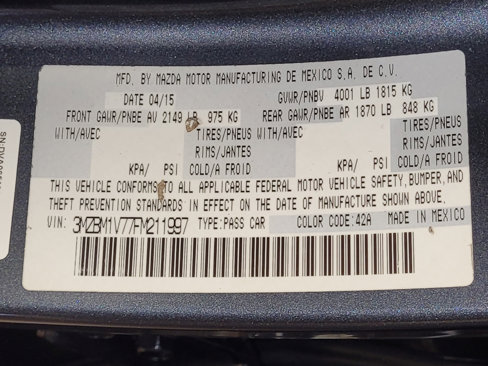 MFD. BY MAZDA MOTOR MANUFACTURING DE MEXICO S.A. DE C.V.
DATE 04/15 GVWR/PNBV 4001 LB 1815 KG
FRONT GAWR/PNBE AV 2149 LB 975 KG REAR GAWR/PNBE AR 1870 LB 848 KG
WITH/AVEC TIRES/PNEUS WITH/AVEC TIRES/PNEUS
RIMS/JANTES RIMS/JANTES
KPA/ PSI COLD/A FROID KPA/ PSI COLD/A FROID
THIS VEHICLE CONFORMS TO ALL APPLICABLE FEDERAL MOTOR VEHICLE SAFETY, BUMPER, AND
THEFT PREVENTION STANDARDS IN EFFECT ON THE DATE OF MANUFACTURE SHOWN ABOVE.
VIN: 3MZBM1V77FM211997 TYPE:PASS CAR COLOR CODE:42A MADE IN MEXICO